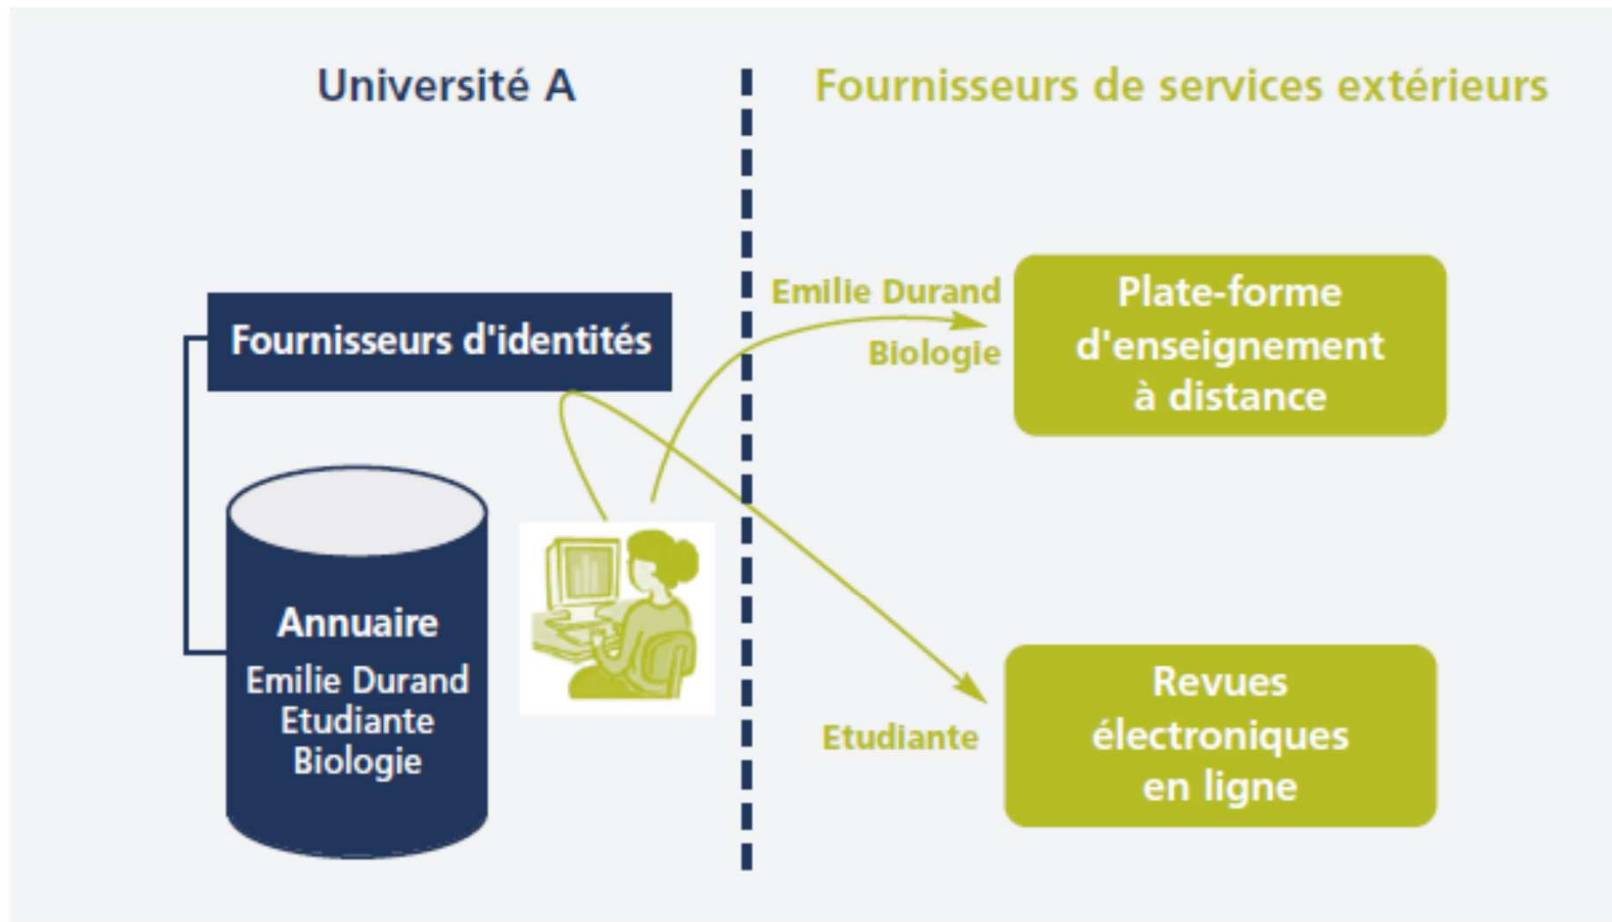 Université A
Fournisseurs de services extérieurs
Fournisseurs d'identités
Annuaire
Emilie Durand
Etudiante
Biologie
Emilie Durand
Biologie
Plate-forme
d'enseignement
à distance
Etudiante
Revues
électroniques
en ligne